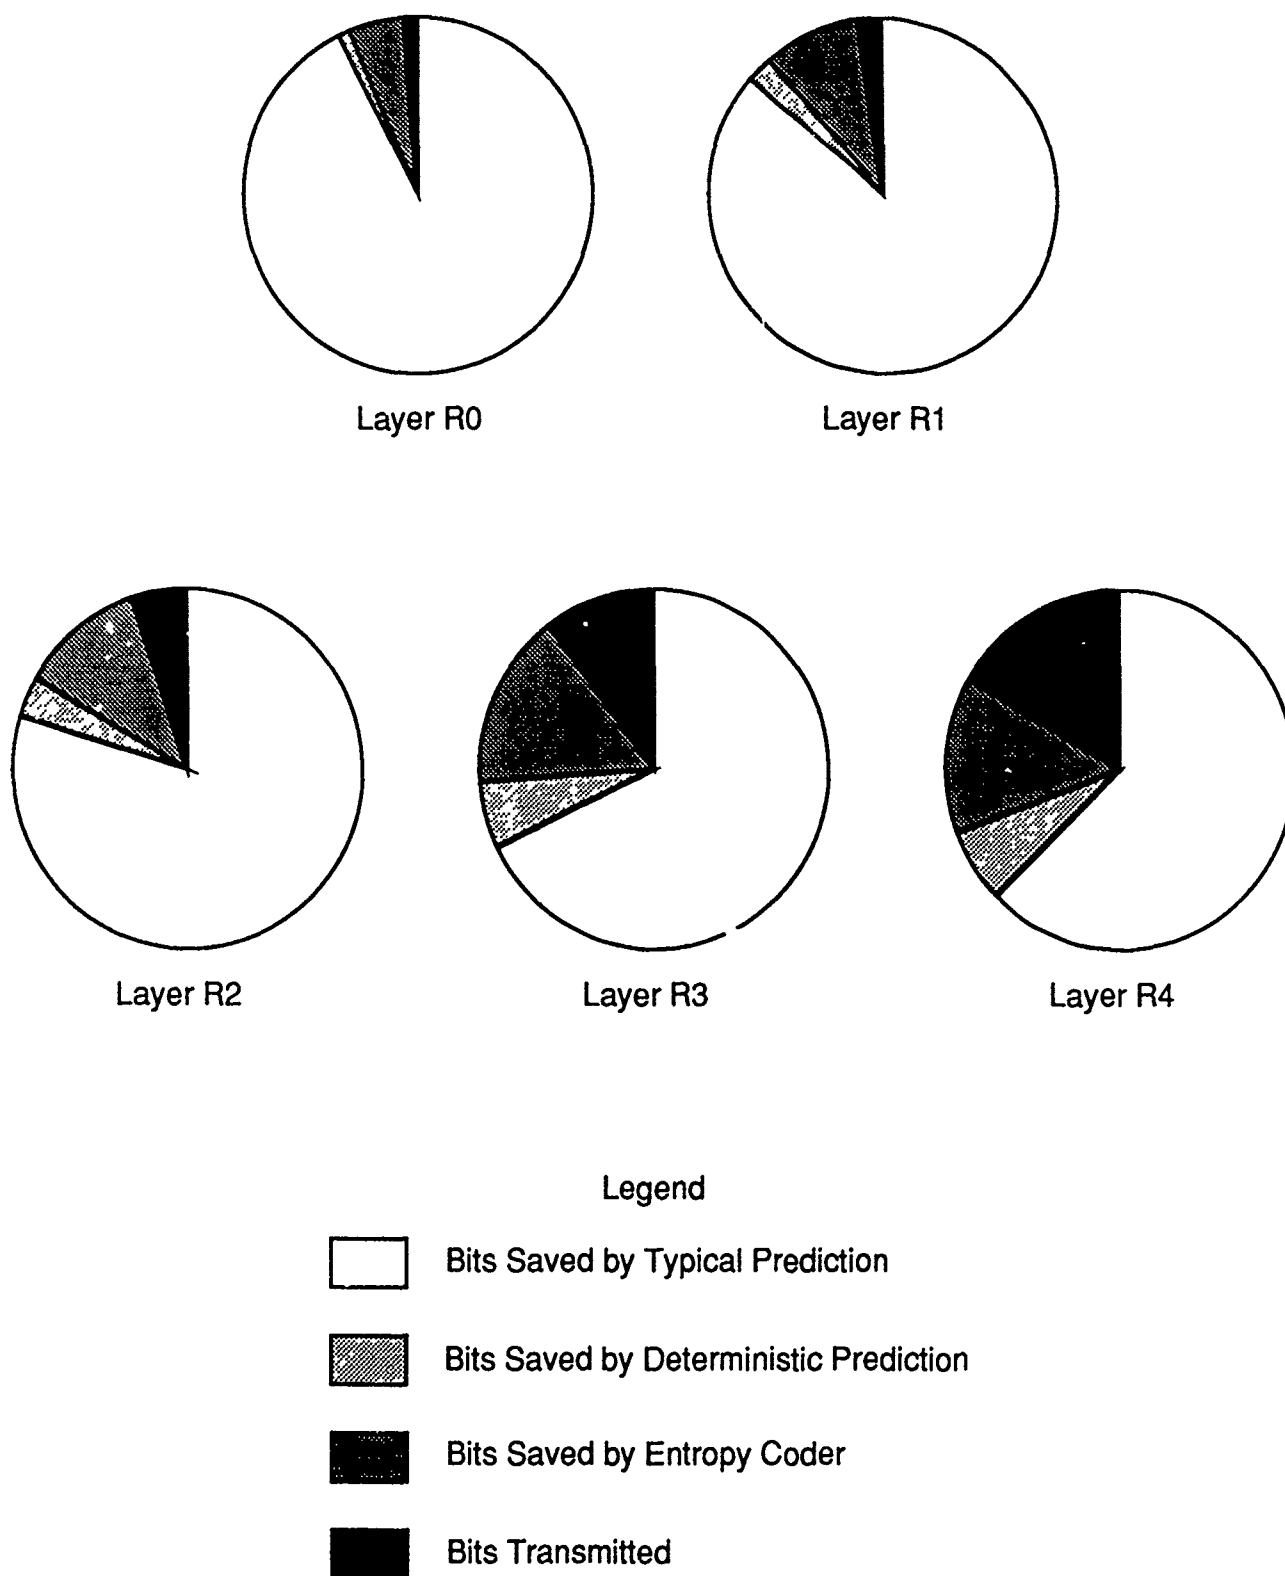 Layer R0
Layer R1
Layer R2
Layer R3
Layer R4
Legend
Bits Saved by Typical Prediction
Bits Saved by Deterministic Prediction
Bits Saved by Entropy Coder
Bits Transmitted